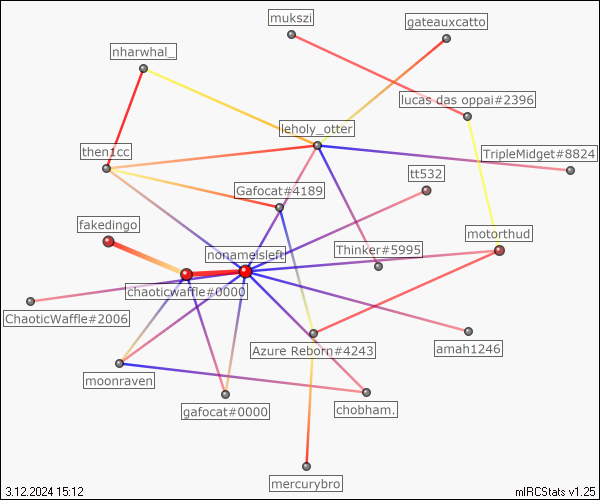 mukszi
gateauxcatto
nharwhal_
lucas das oppai#2396
leholy_otter
then1cc
TripleMidget#8824
tt532
Gafocat#4189
fakedingo
motorthud
nonameisleft
Thinker#5995
chaoticwaffle#0000
ChaoticWaffle#2006
Azure Reborn#4243
amah1246
moonraven
gafocat#0000
chobham.
mercurybro
3.12.2024 15:12
mIRCStats v1.25